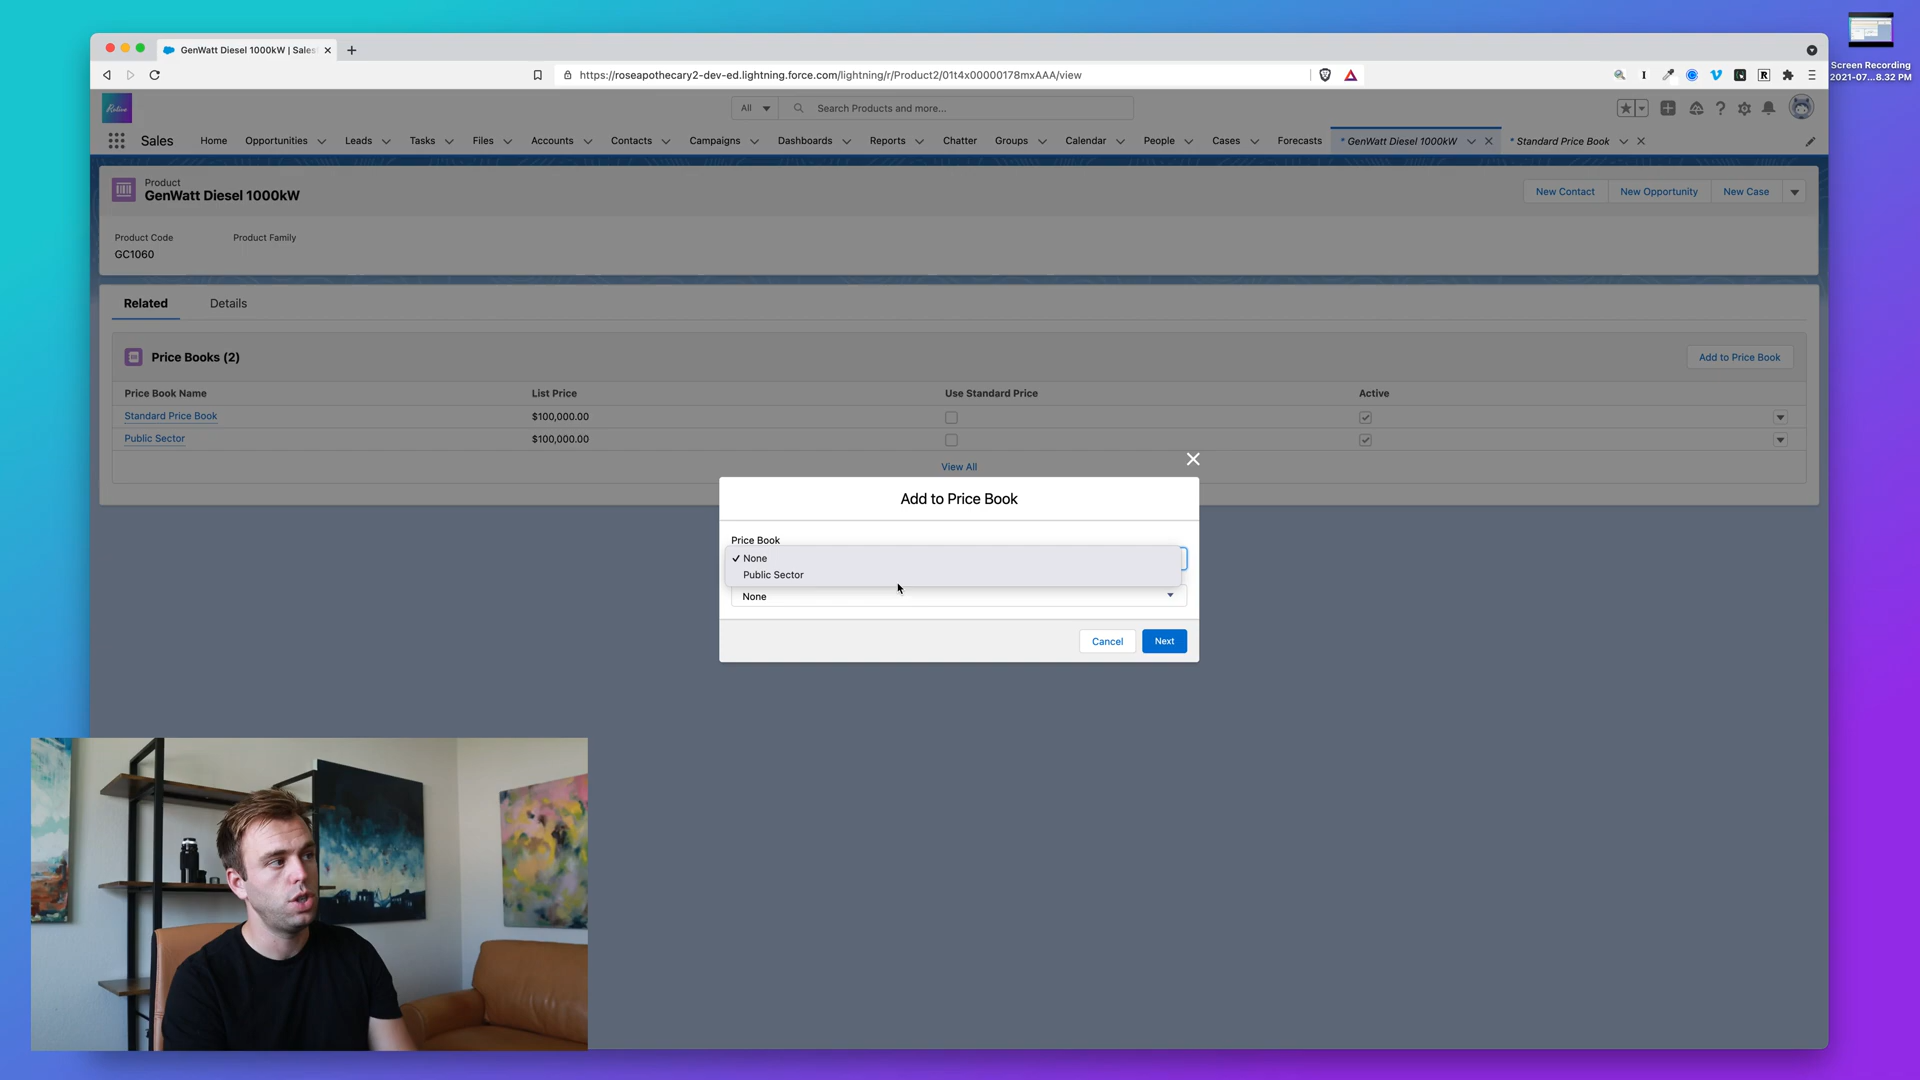 GenWatt Diesel 1000kW | Sales
https://roseapothecary2-dev-ed.lightning.force.com/lightning/r/Product2/01t4x00000178mxAAA/view
Screen Recording
2021-07...8.32 PM
Relive
All
Search Products and more...
Sales
Home
Opportunities
Leads
Tasks
Files
Accounts
Contacts
Campaigns
Dashboards
Reports
Chatter
Groups
Calendar
People
Cases
Forecasts
* GenWatt Diesel 1000kW
* Standard Price Book
Product
GenWatt Diesel 1000kW
New Contact
New Opportunity
New Case
Product Code
Product Family
GC1060
Related
Details
Price Books (2)
Add to Price Book
Price Book Name
List Price
Use Standard Price
Active
Standard Price Book
$100,000.00
Public Sector
$100,000.00
View All
Add to Price Book
Price Book
None
Public Sector
None
Cancel
Next